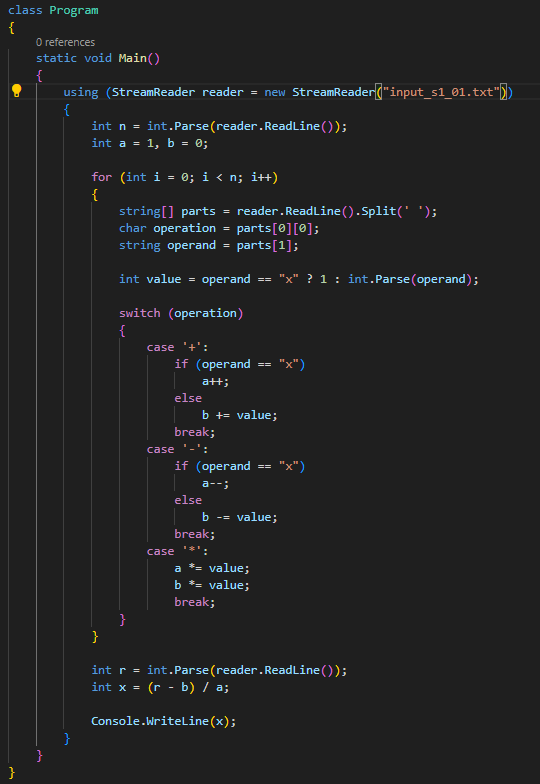 class Program
{
0 references
static void Main()
{
using (StreamReader reader = new StreamReader("input_s1_01.txt"))
{
int n = int.Parse(reader.ReadLine());
int a = 1, b = 0;
for (int i = 0; i < n; i++)
{
string[] parts = reader.ReadLine().Split(' ');
char operation = parts[0][0];
string operand = parts[1];
int value = operand == "x" ? 1 : int.Parse(operand);
switch (operation)
{
case '+':
if (operand == "x")
a++;
else
b += value;
break;
case '-':
if (operand == "x")
a--;
else
b -= value;
break;
case '*':
a *= value;
b *= value;
break;
}
}
int r = int.Parse(reader.ReadLine());
int x = (r - b) / a;
Console.WriteLine(x);
}
}
}